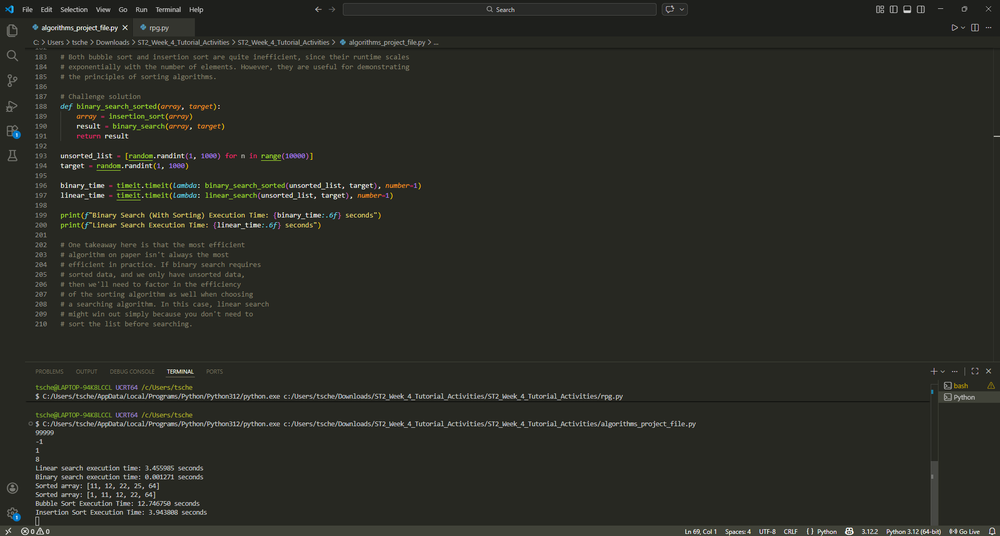 File Edit Selection View Go Run Terminal Help
Search
algorithms_project_file.py rpg.py
C: > Users > tsche > Downloads > ST2_Week_4_Tutorial_Activities > ST2_Week_4_Tutorial_Activities > algorithms_project_file.py > ...
183 # Both bubble sort and insertion sort are quite inefficient, since their runtime scales
184 # exponentially with the number of elements. However, they are useful for demonstrating
185 # the principles of sorting algorithms.
186
187 # Challenge solution
188 def binary_search_sorted(array, target):
189     array = insertion_sort(array)
190     result = binary_search(array, target)
191     return result
192
193 unsorted_list = [random.randint(1, 1000) for n in range(10000)]
194 target = random.randint(1, 1000)
195
196 binary_time = timeit.timeit(lambda: binary_search_sorted(unsorted_list, target), number=1)
197 linear_time = timeit.timeit(lambda: linear_search(unsorted_list, target), number=1)
198
199 print(f"Binary Search (With Sorting) Execution Time: {binary_time:.6f} seconds")
200 print(f"Linear Search Execution Time: {linear_time:.6f} seconds")
201
202 # One takeaway here is that the most efficient
203 # algorithm on paper isn't always the most
204 # efficient in practice. If binary search requires
205 # sorted data, and we only have unsorted data,
206 # then we'll need to factor in the efficiency
207 # of the sorting algorithm as well when choosing
208 # a searching algorithm. In this case, linear search
209 # might win out simply because you don't need to
210 # sort the list before searching.
PROBLEMS OUTPUT DEBUG CONSOLE TERMINAL PORTS
tsche@LAPTOP-94K8LCCL UCRT64 /c/Users/tsche
$ C:/Users/tsche/AppData/Local/Programs/Python/Python312/python.exe c:/Users/tsche/Downloads/ST2_Week_4_Tutorial_Activities/ST2_Week_4_Tutorial_Activities/rpg.py
tsche@LAPTOP-94K8LCCL UCRT64 /c/Users/tsche
$ C:/Users/tsche/AppData/Local/Programs/Python/Python312/python.exe c:/Users/tsche/Downloads/ST2_Week_4_Tutorial_Activities/ST2_Week_4_Tutorial_Activities/algorithms_project_file.py
99999
-1
1
8
Linear search execution time: 3.455985 seconds
Binary search execution time: 0.001271 seconds
Sorted array: [11, 12, 22, 25, 64]
Sorted array: [1, 11, 12, 22, 64]
Bubble Sort Execution Time: 12.746750 seconds
Insertion Sort Execution Time: 3.943808 seconds
bash
Python
1
1
0 0 Ln 69, Col 1 Spaces: 4 UTF-8 CRLF { } Python 3.12.2 Python 3.12 (64-bit) Go Live